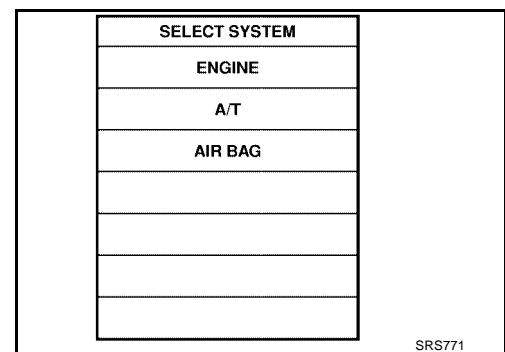 SELECT SYSTEM
ENGINE
A/T
AIR BAG
SRS771